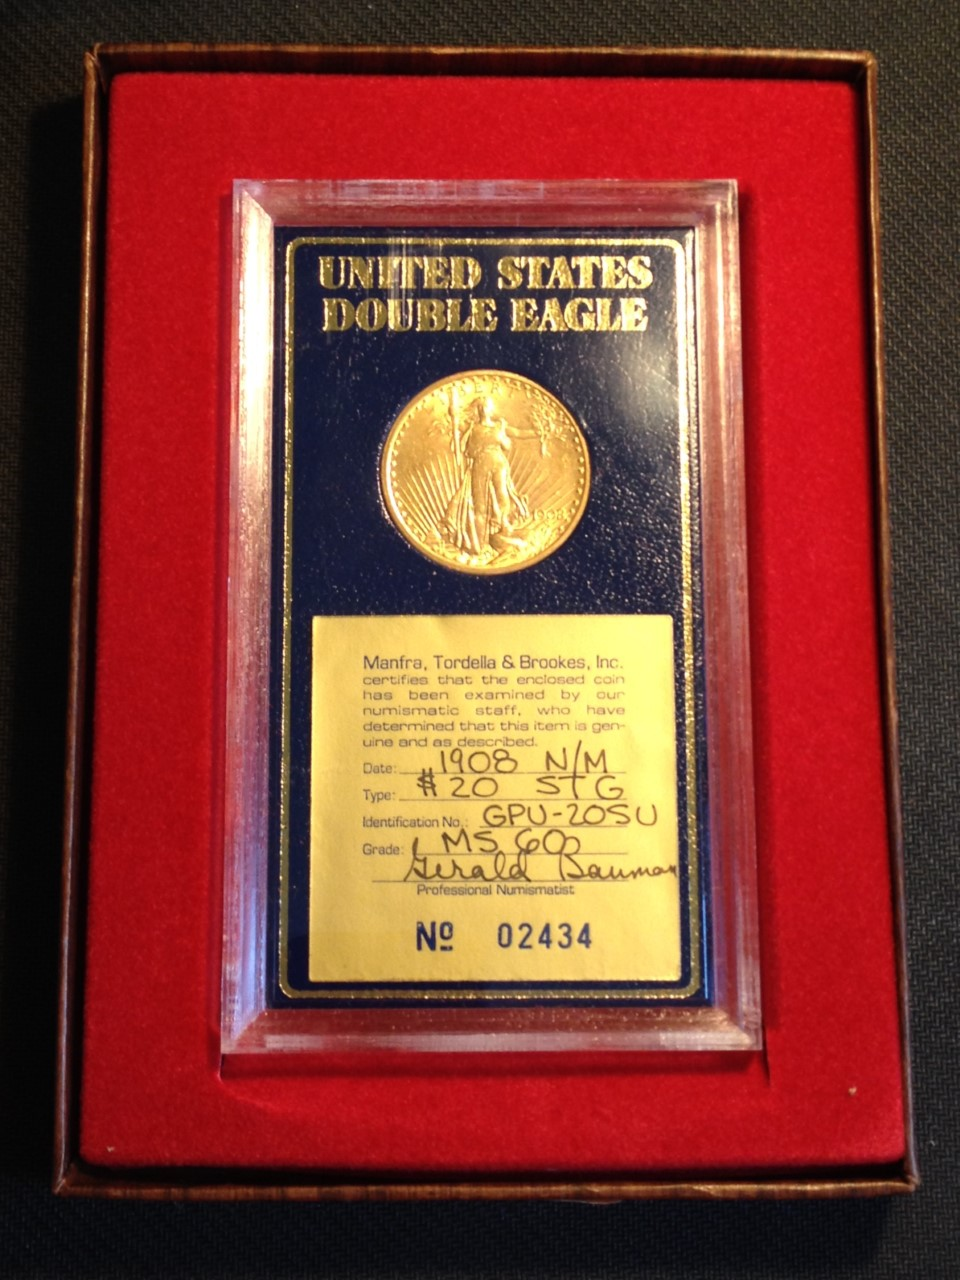 UNITED STATES
DOUBLE EAGLE
1908
Manfra, Tordella & Brookes, Inc.
certifies that the enclosed coin
has been examined by our
numismatic staff, who have
determined that this item is gen-
uine and as described.
Date: 1908 N/M
Type: $20 STG
Identification No.: GPU-20SU
Grade: MS 60
Gerald Bauman
Professional Numismatist
Nº 02434